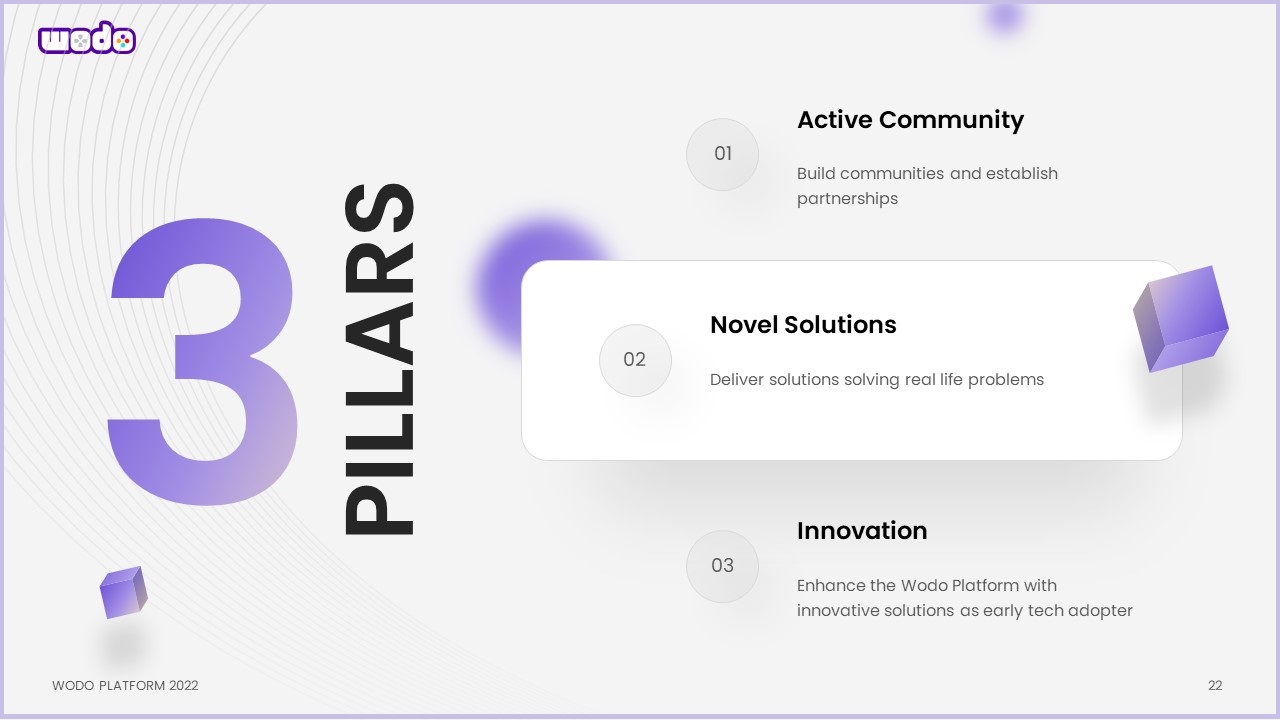 wodo
3
PILLARS
01
Active Community
Build communities and establish
partnerships
02
Novel Solutions
Deliver solutions solving real life problems
03
Innovation
Enhance the Wodo Platform with
innovative solutions as early tech adopter
WODO PLATFORM 2022
22